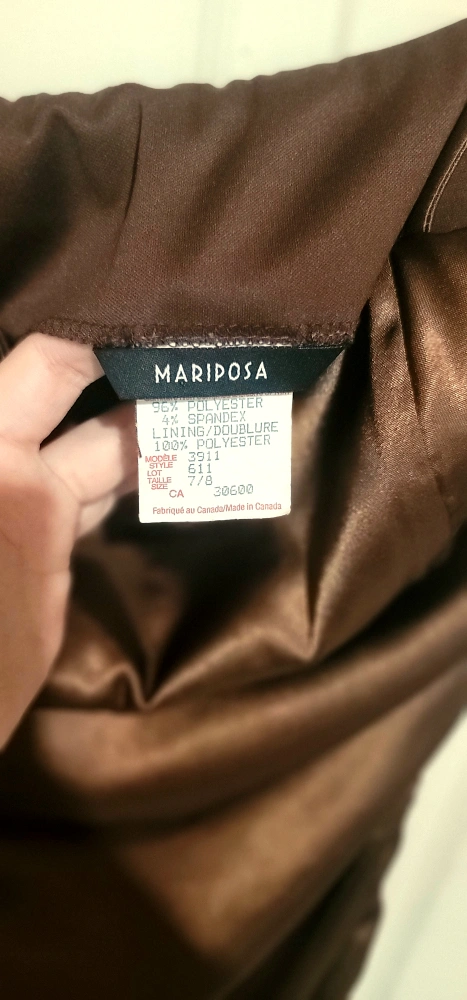 MARIPOSA
96% POLYESTER
4% SPANDEX
LINING/DOUBLURE
100% POLYESTER
MODÈLE STYLE 3911
LOT 611
TAILLE SIZE 7/8
CA 30600
Fabriqué au Canada/Made in Canada